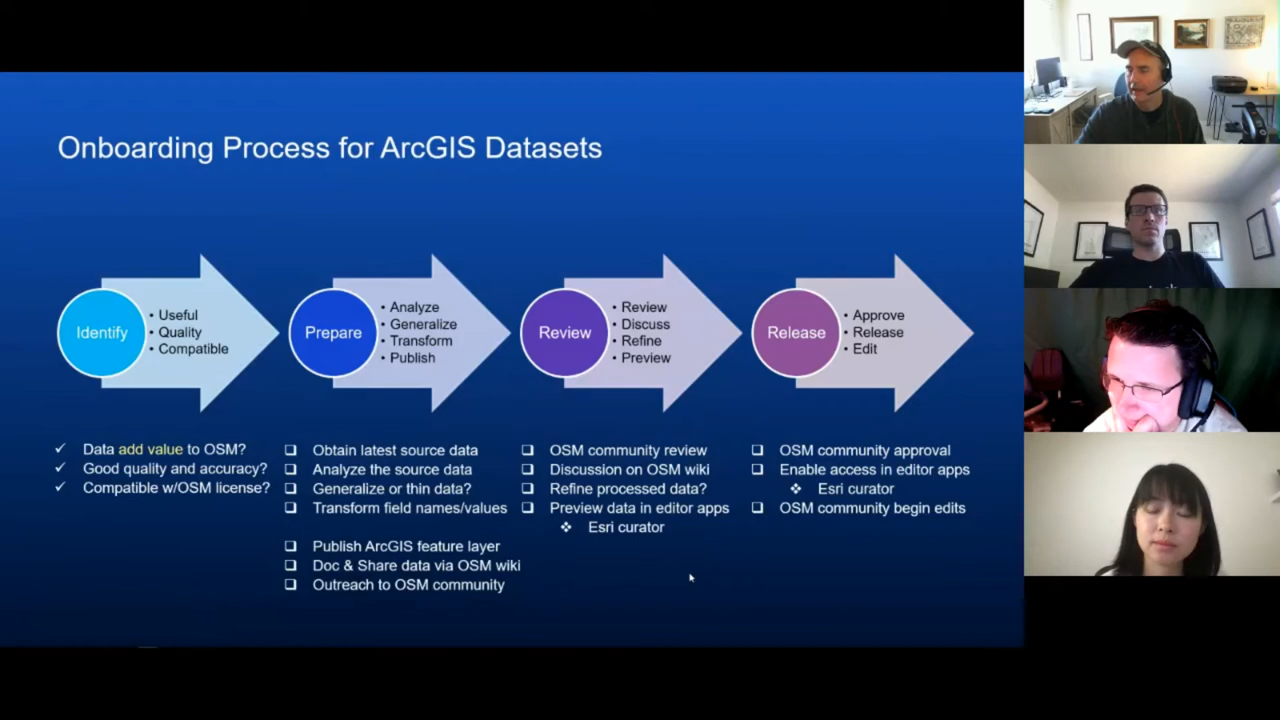 Onboarding Process for ArcGIS Datasets
Identify
• Useful
• Quality
• Compatible
Prepare
• Analyze
• Generalize
• Transform
• Publish
Review
• Review
• Discuss
• Refine
• Preview
Release
• Approve
• Release
• Edit
✓ Data add value to OSM?
✓ Good quality and accuracy?
✓ Compatible w/OSM license?
❑ Obtain latest source data
❑ Analyze the source data
❑ Generalize or thin data?
❑ Transform field names/values
❑ Publish ArcGIS feature layer
❑ Doc & Share data via OSM wiki
❑ Outreach to OSM community
❑ OSM community review
❑ Discussion on OSM wiki
❑ Refine processed data?
❑ Preview data in editor apps
❖ Esri curator
❑ OSM community approval
❑ Enable access in editor apps
❖ Esri curator
❑ OSM community begin edits